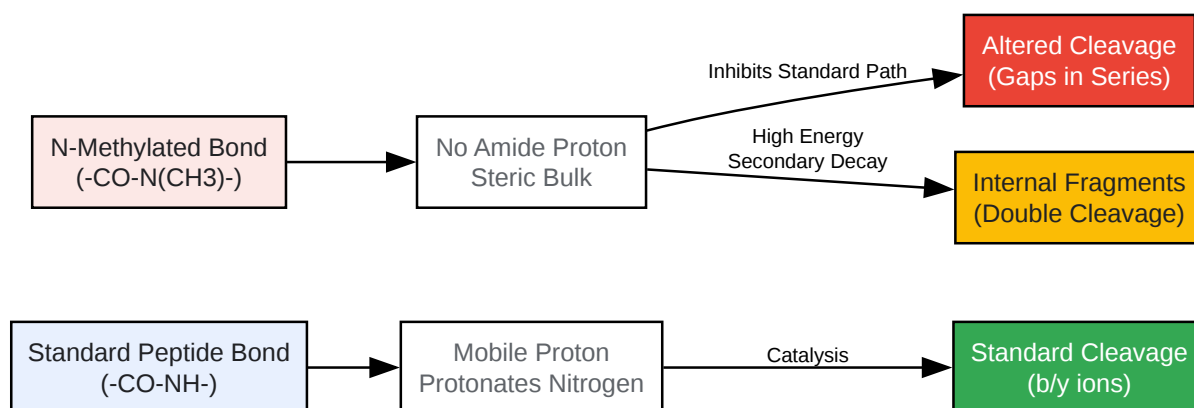 N-Methylated Bond
(-CO-N(CH3)-)
No Amide Proton
Steric Bulk
Inhibits Standard Path
Altered Cleavage
(Gaps in Series)
High Energy
Secondary Decay
Internal Fragments
(Double Cleavage)
Standard Peptide Bond
(-CO-NH-)
Mobile Proton
Protonates Nitrogen
Catalysis
Standard Cleavage
(b/y ions)